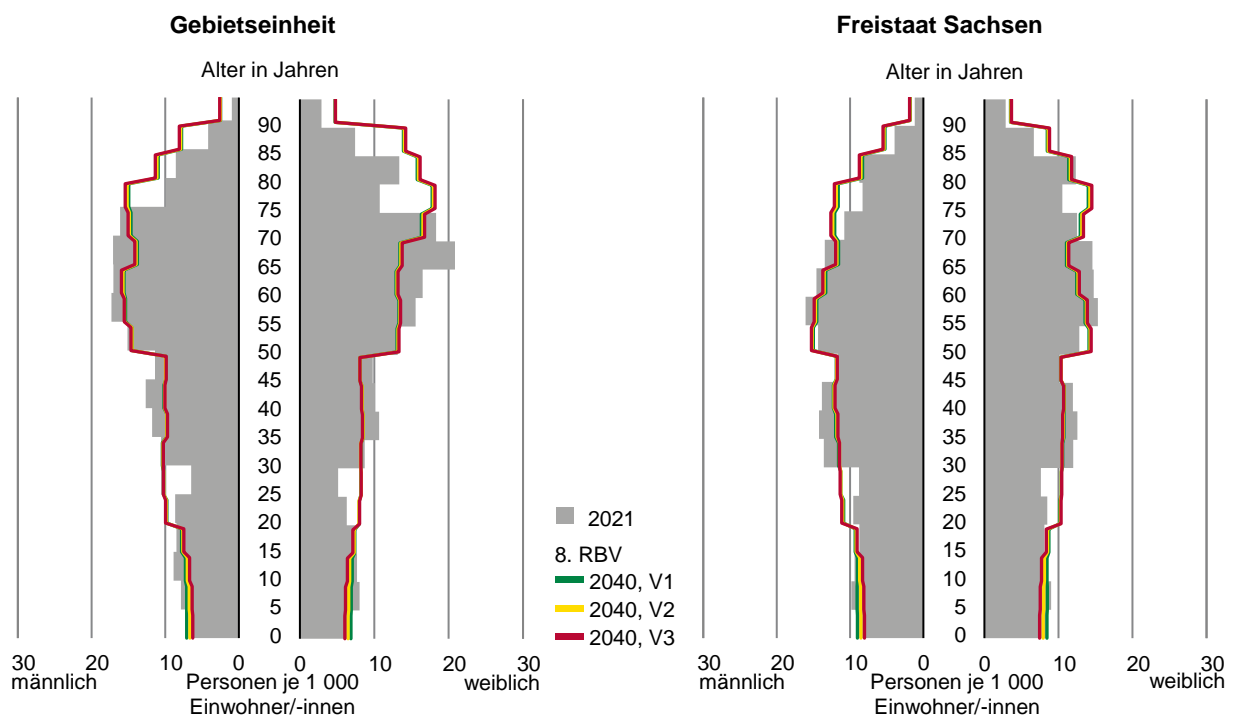 Gebietseinheit
Alter in Jahren
90
85
80
75
70
65
60
55
50
45
40
35
30
25
20
15
10
5
0
30 20 10 0 0 10 20 30
männlich Personen je 1 000 weiblich
Einwohner/-innen
2021
8. RBV
2040, V1
2040, V2
2040, V3
Freistaat Sachsen
Alter in Jahren
90
85
80
75
70
65
60
55
50
45
40
35
30
25
20
15
10
5
0
30 20 10 0 0 10 20 30
männlich Personen je 1 000 weiblich
Einwohner/-innen